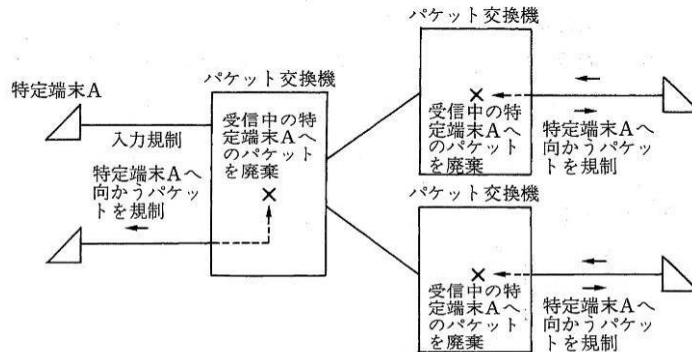 パケット交換機
特定端末A
パケット交換機
受信中の特
定端末Aへ
のパケット
を廃棄
入力規制
特定端末Aへ
向かうパケッ
トを規制
受信中の特
定端末Aへ
のパケット
を廃棄
特定端末Aへ
向かうパケッ
トを規制
パケット交換機
受信中の特
定端末Aへ
のパケット
を廃棄
特定端末Aへ
向かうパケッ
トを規制